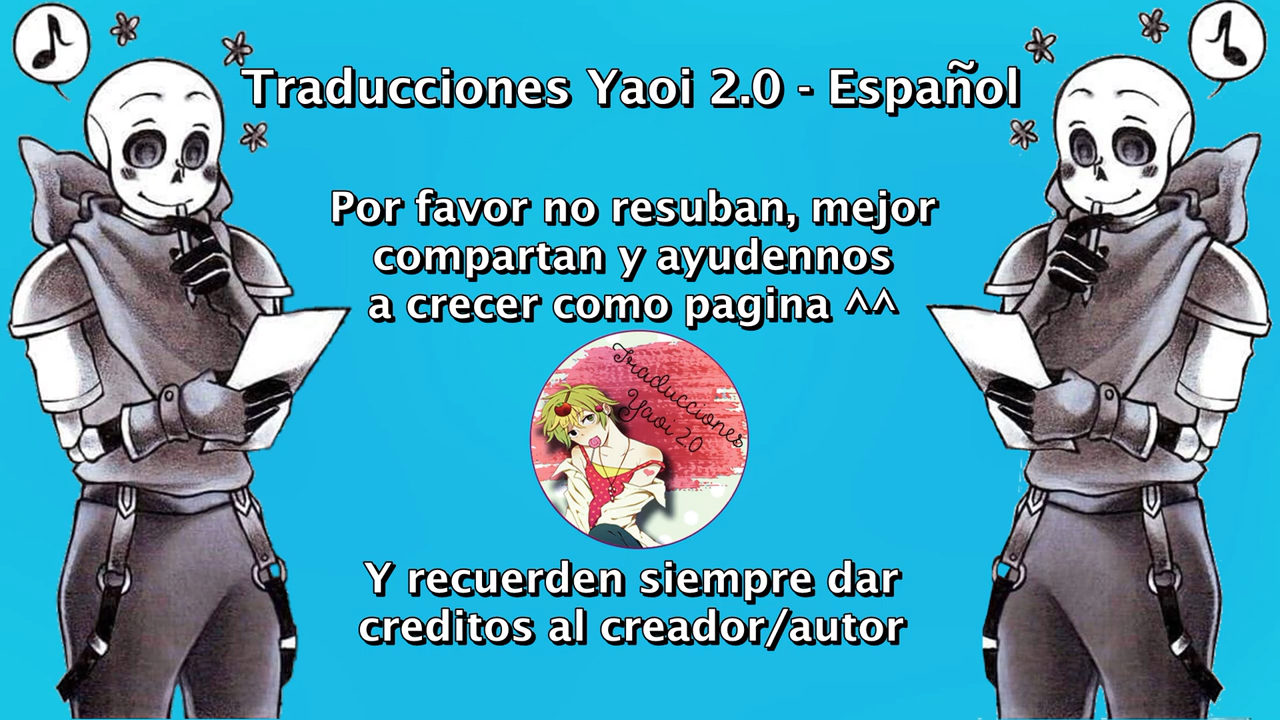 Traducciones Yaoi 2.0 - Español
Por favor no resuban, mejor
compartan y ayudennos
a crecer como pagina ^^
Traducciones
Yaoi 2.0
Y recuerden siempre dar
creditos al creador/autor